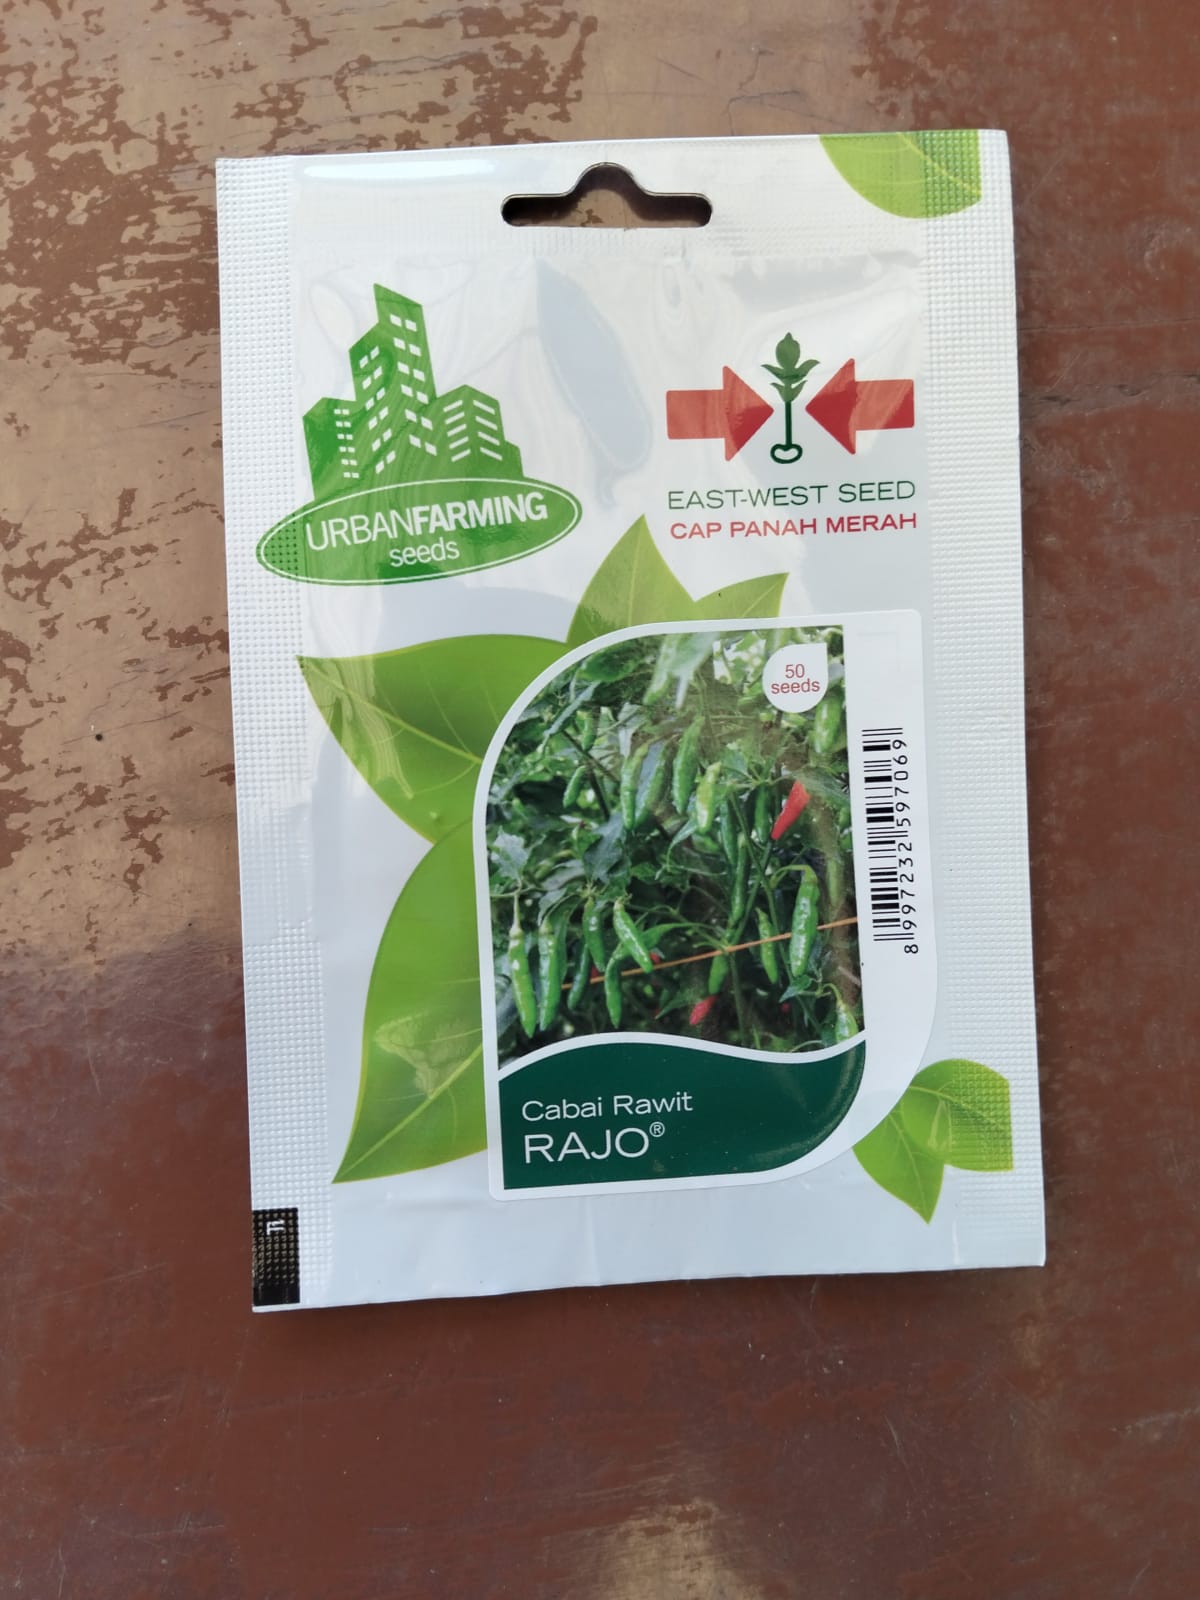 URBANFARMING
seeds
EAST-WEST SEED
CAP PANAH MERAH
50
seeds
8997232597069
Cabai Rawit
RAJO®